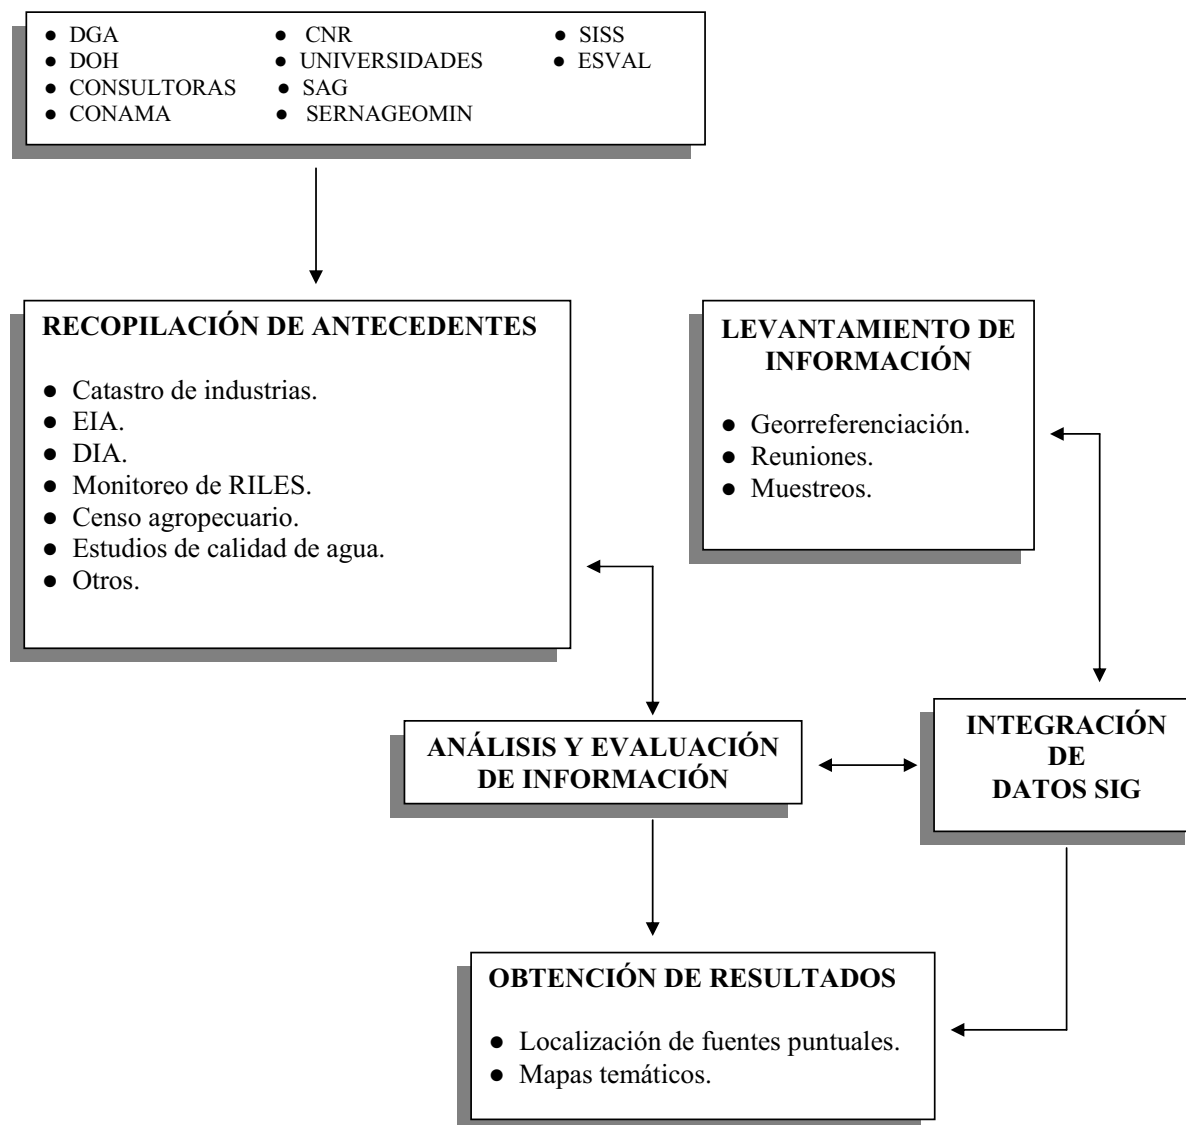 ● DGA ● CNR ● SISS
● DOH ● UNIVERSIDADES ● ESVAL
● CONSULTORAS ● SAG
● CONAMA ● SERNAGEOMIN
RECOPILACIÓN DE ANTECEDENTES
● Catastro de industrias.
● EIA.
● DIA.
● Monitoreo de RILES.
● Censo agropecuario.
● Estudios de calidad de agua.
● Otros.
LEVANTAMIENTO DE
INFORMACIÓN
● Georreferenciación.
● Reuniones.
● Muestreos.
ANÁLISIS Y EVALUACIÓN
DE INFORMACIÓN
INTEGRACIÓN
DE
DATOS SIG
OBTENCIÓN DE RESULTADOS
● Localización de fuentes puntuales.
● Mapas temáticos.